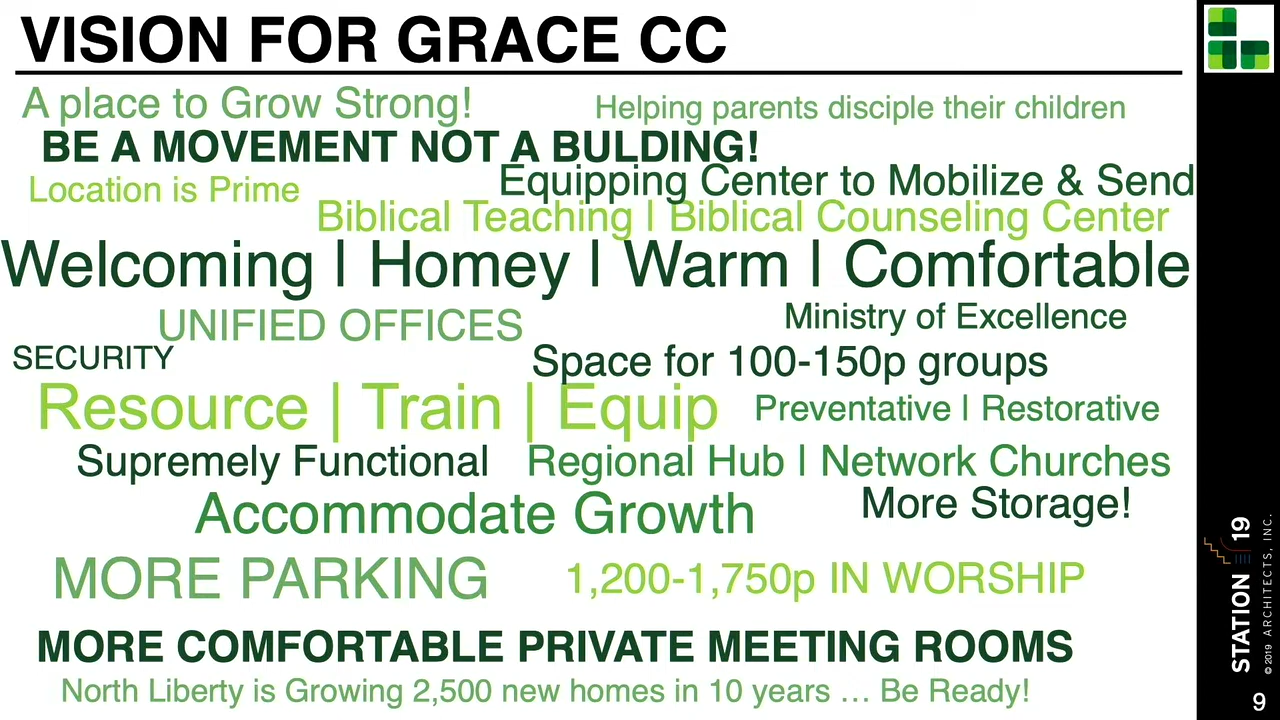 VISION FOR GRACE CC
A place to Grow Strong!
Helping parents disciple their children
BE A MOVEMENT NOT A BULDING!
Location is Prime
Equipping Center to Mobilize & Send
Biblical Teaching | Biblical Counseling Center
Welcoming | Homey | Warm | Comfortable
UNIFIED OFFICES
Ministry of Excellence
SECURITY
Space for 100-150p groups
Resource | Train | Equip
Preventative | Restorative
Supremely Functional
Regional Hub | Network Churches
Accommodate Growth
More Storage!
MORE PARKING
1,200-1,750p IN WORSHIP
MORE COMFORTABLE PRIVATE MEETING ROOMS
North Liberty is Growing 2,500 new homes in 10 years … Be Ready!
STATION 19
© 2019 ARCHITECTS, INC.
9